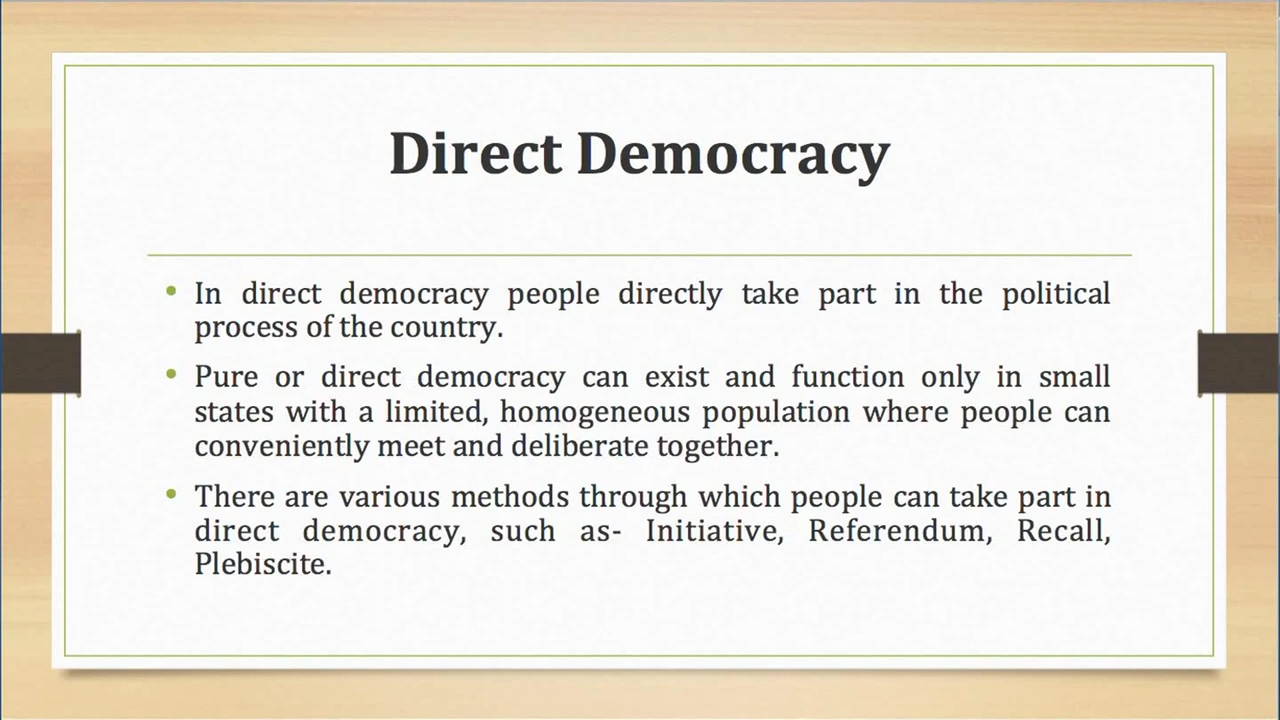 Direct Democracy
• In direct democracy people directly take part in the political
process of the country.
• Pure or direct democracy can exist and function only in small
states with a limited, homogeneous population where people can
conveniently meet and deliberate together.
• There are various methods through which people can take part in
direct democracy, such as- Initiative, Referendum, Recall,
Plebiscite.